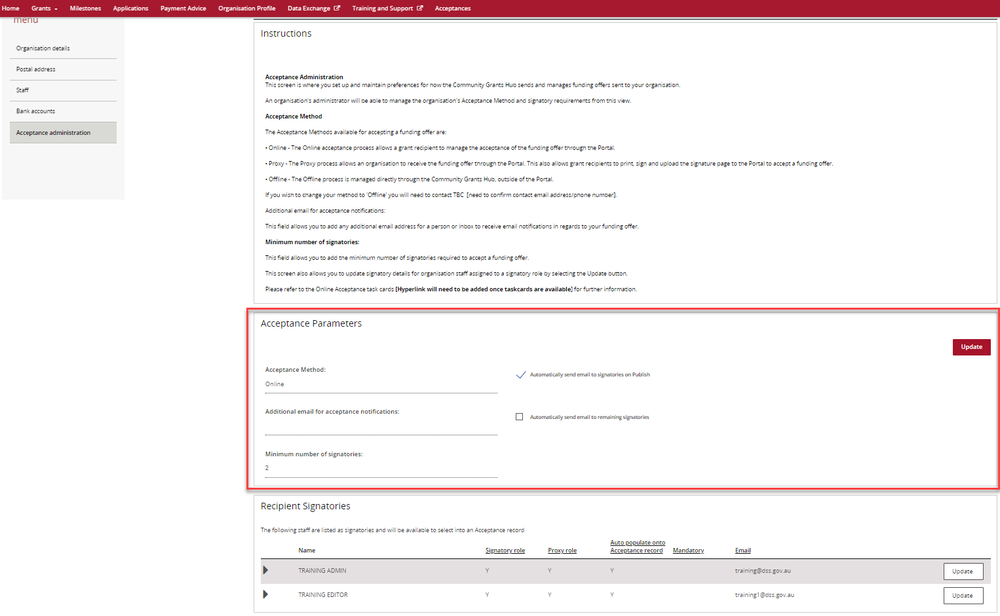 Home Grants Milestones Applications Payment Advice Organisation Profile Data Exchange Training and Support Acceptances
menu
Organisation details
Postal address
Staff
Bank accounts
Acceptance administration
Instructions
Acceptance Administration
This screen is where you set up and maintain preferences for how the Community Grants Hub sends and manages funding offers sent to your organisation.
An organisation's administrator will be able to manage the organisation's Acceptance Method and signatory requirements from this view.
Acceptance Method
The Acceptance Methods available for accepting a funding offer are:
• Online - The Online acceptance process allows a grant recipient to manage the acceptance of the funding offer through the Portal.
• Proxy - The Proxy process allows an organisation to receive the funding offer through the Portal. This also allows grant recipients to print, sign and upload the signature page to the Portal to accept a funding offer.
• Offline - The Offline process is managed directly through the Community Grants Hub, outside of the Portal.
If you wish to change your method to 'Offline' you will need to contact TBC [need to confirm contact email address/phone number].
Additional email for acceptance notifications:
This field allows you to add any additional email address for a person or inbox to receive email notifications in regards to your funding offer.
Minimum number of signatories:
This field allows you to add the minimum number of signatories required to accept a funding offer.
This screen also allows you to update signatory details for organisation staff assigned to a signatory role by selecting the Update button.
Please refer to the Online Acceptance task cards [Hyperlink will need to be added once taskcards are available] for further information.
Acceptance Parameters
Update
Acceptance Method:
Online
Automatically send email to signatories on Publish
Additional email for acceptance notifications:
Automatically send email to remaining signatories
Minimum number of signatories:
2
Recipient Signatories
The following staff are listed as signatories and will be available to select into an Acceptance record
Name Signatory role Proxy role Auto populate onto Acceptance record Mandatory Email
TRAINING ADMIN Y Y Y training@dss.gov.au Update
TRAINING EDITOR Y Y Y training1@dss.gov.au Update